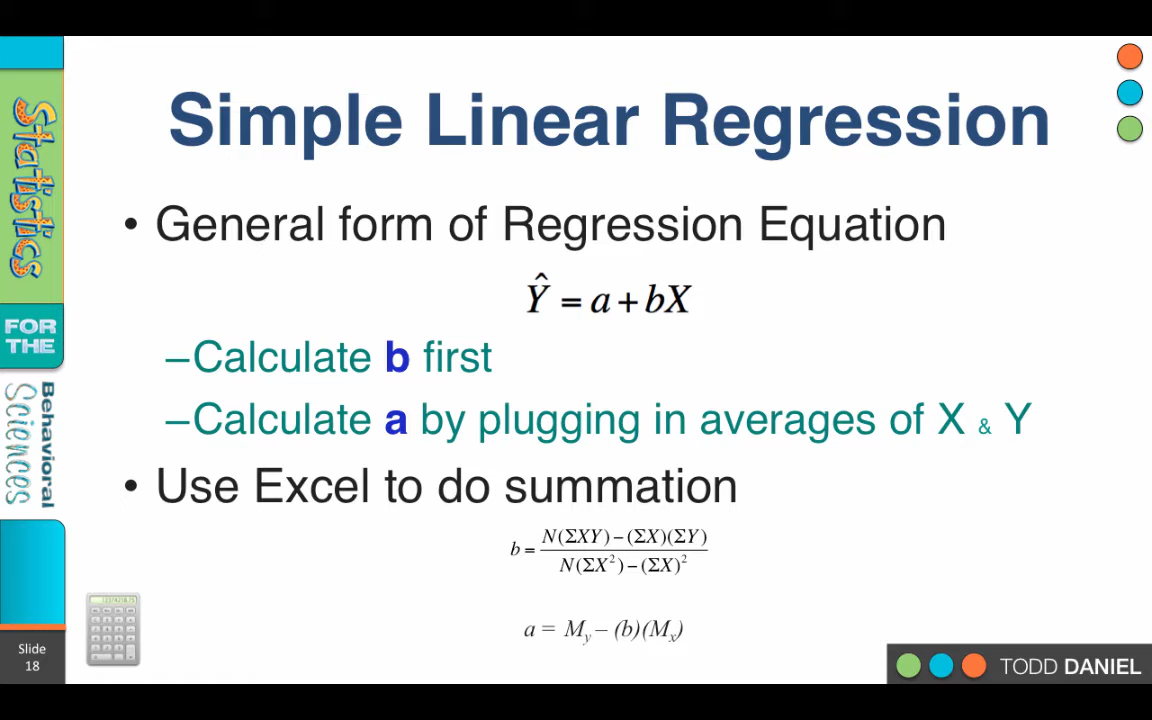 Simple Linear Regression
• General form of Regression Equation
Ŷ = a + bX
–Calculate b first
–Calculate a by plugging in averages of X & Y
• Use Excel to do summation
b = N(ΣXY) – (ΣX)(ΣY) / N(ΣX²) – (ΣX)²
a = My – (b)(Mx)
Statistics
FOR
THE
Behavioral
Sciences
Slide
18
TODD DANIEL